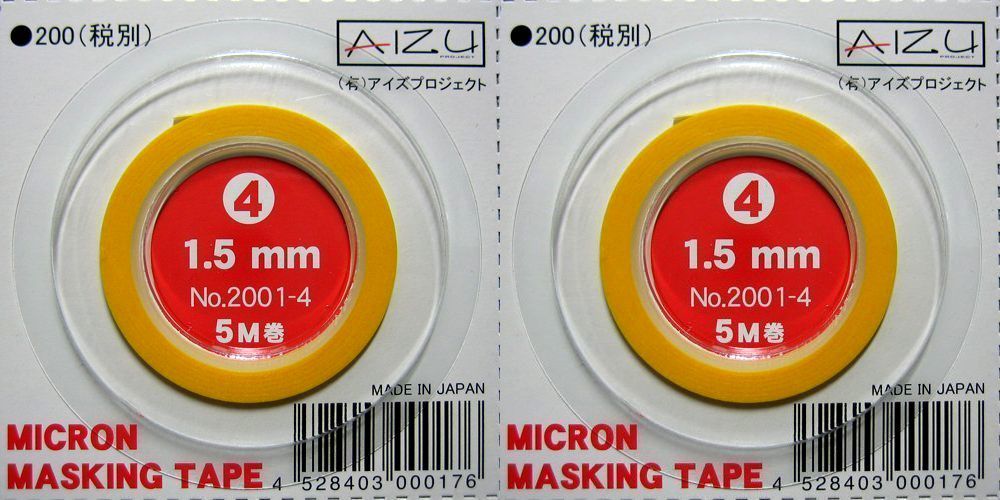 ●200(税別)
AIZU
PROJECT
(有)アイズプロジェクト
4
1.5 mm
No.2001-4
5M巻
MADE IN JAPAN
MICRON
MASKING TAPE
4 528403 000176
●200(税別)
AIZU
PROJECT
(有)アイズプロジェクト
4
1.5 mm
No.2001-4
5M巻
MADE IN JAPAN
MICRON
MASKING TAPE
4 528403 000176